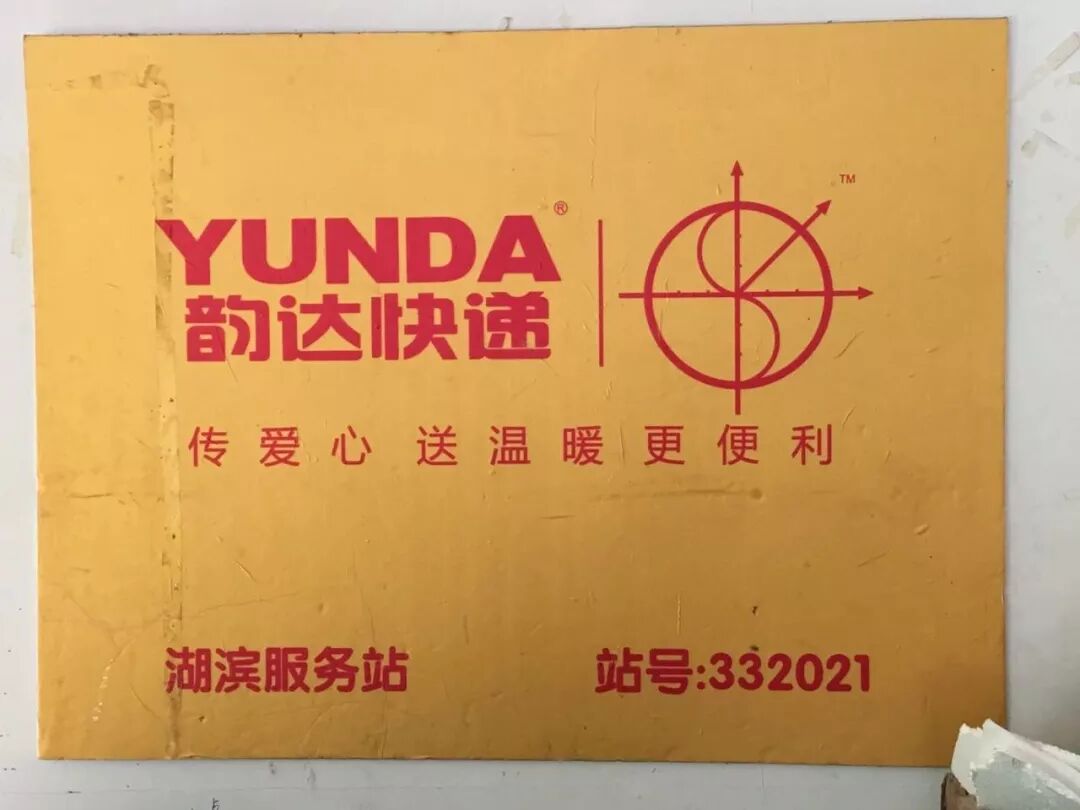 YUNDA®
韵达快递
TM
传爱心 送温暖更便利
湖滨服务站 站号:332021